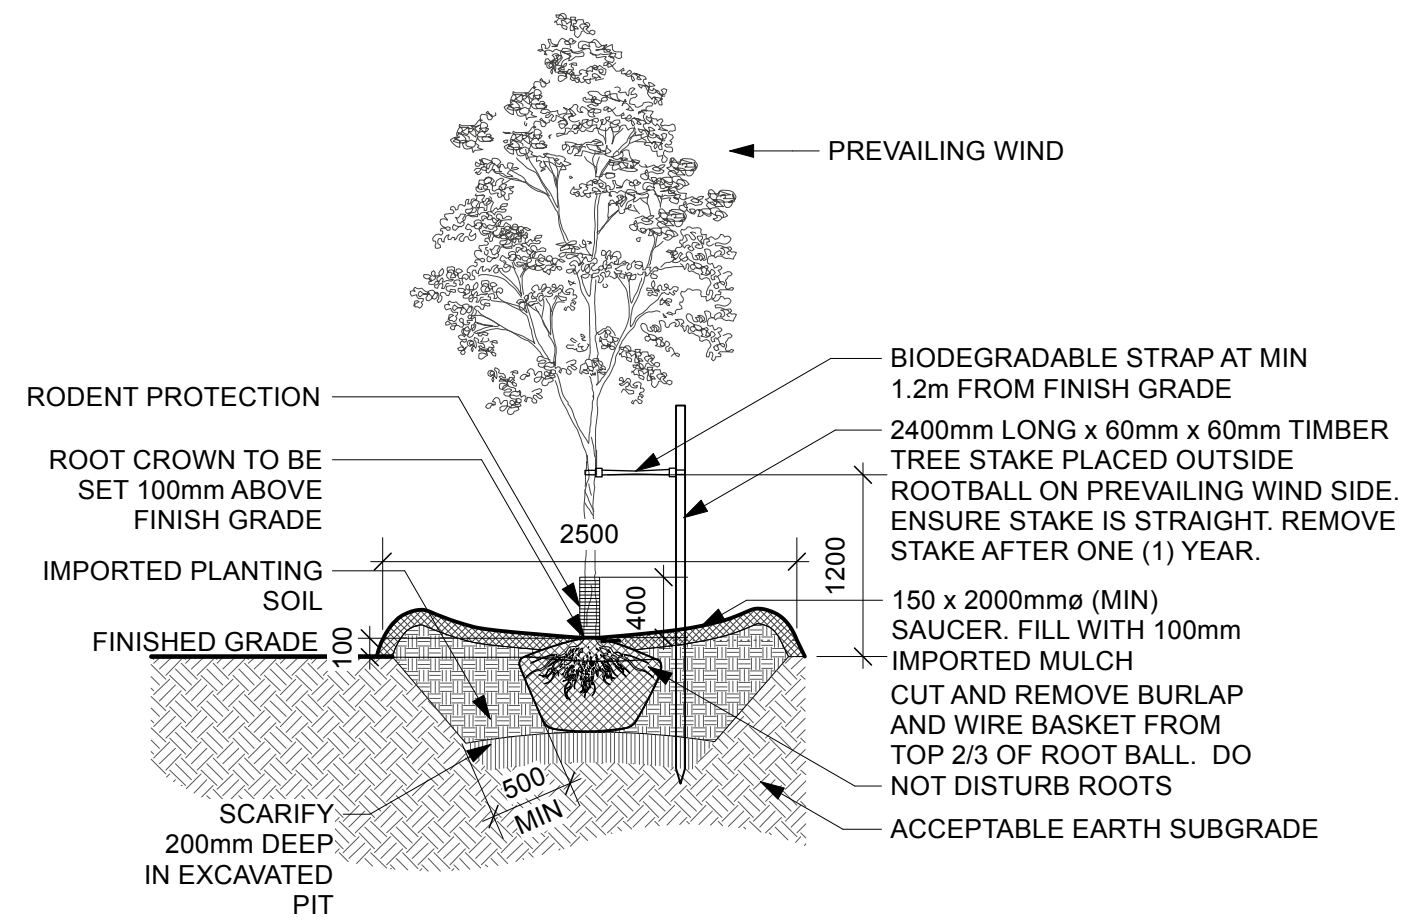 PREVAILING WIND
BIODEGRADABLE STRAP AT MIN
1.2m FROM FINISH GRADE
2400mm LONG x 60mm x 60mm TIMBER
TREE STAKE PLACED OUTSIDE
ROOTBALL ON PREVAILING WIND SIDE.
ENSURE STAKE IS STRAIGHT. REMOVE
STAKE AFTER ONE (1) YEAR.
RODENT PROTECTION
ROOT CROWN TO BE
SET 100mm ABOVE
FINISH GRADE
2500
1200
IMPORTED PLANTING
SOIL
400
150 x 2000mmø (MIN)
SAUCER. FILL WITH 100mm
IMPORTED MULCH
FINISHED GRADE
100
CUT AND REMOVE BURLAP
AND WIRE BASKET FROM
TOP 2/3 OF ROOT BALL.  DO
NOT DISTURB ROOTS
500
MIN
SCARIFY
200mm DEEP
IN EXCAVATED
PIT
ACCEPTABLE EARTH SUBGRADE